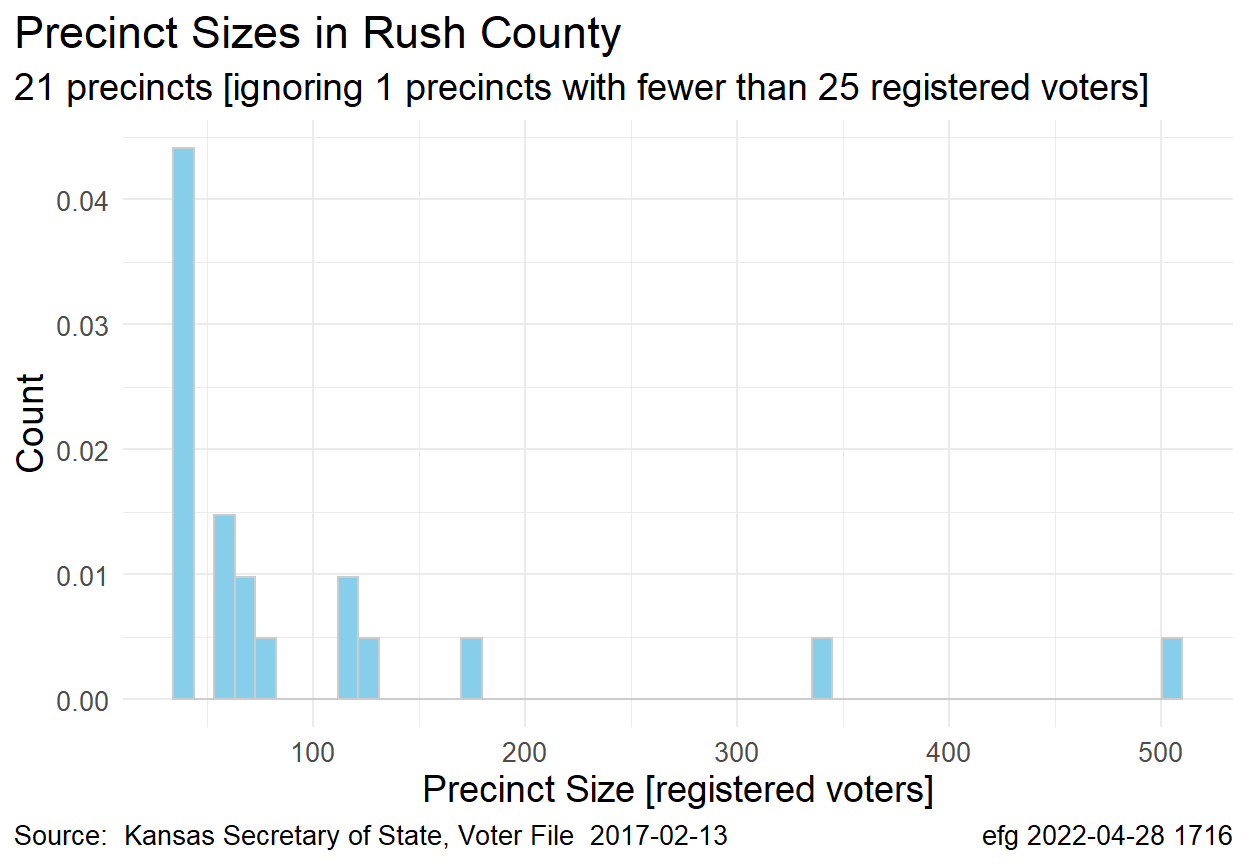 Precinct Sizes in Rush County
21 precincts [ignoring 1 precincts with fewer than 25 registered voters]
0.04
0.03
0.02
0.01
0.00
Count
100 200 300 400 500
Precinct Size [registered voters]
Source:  Kansas Secretary of State, Voter File  2017-02-13 efg 2022-04-28 1716